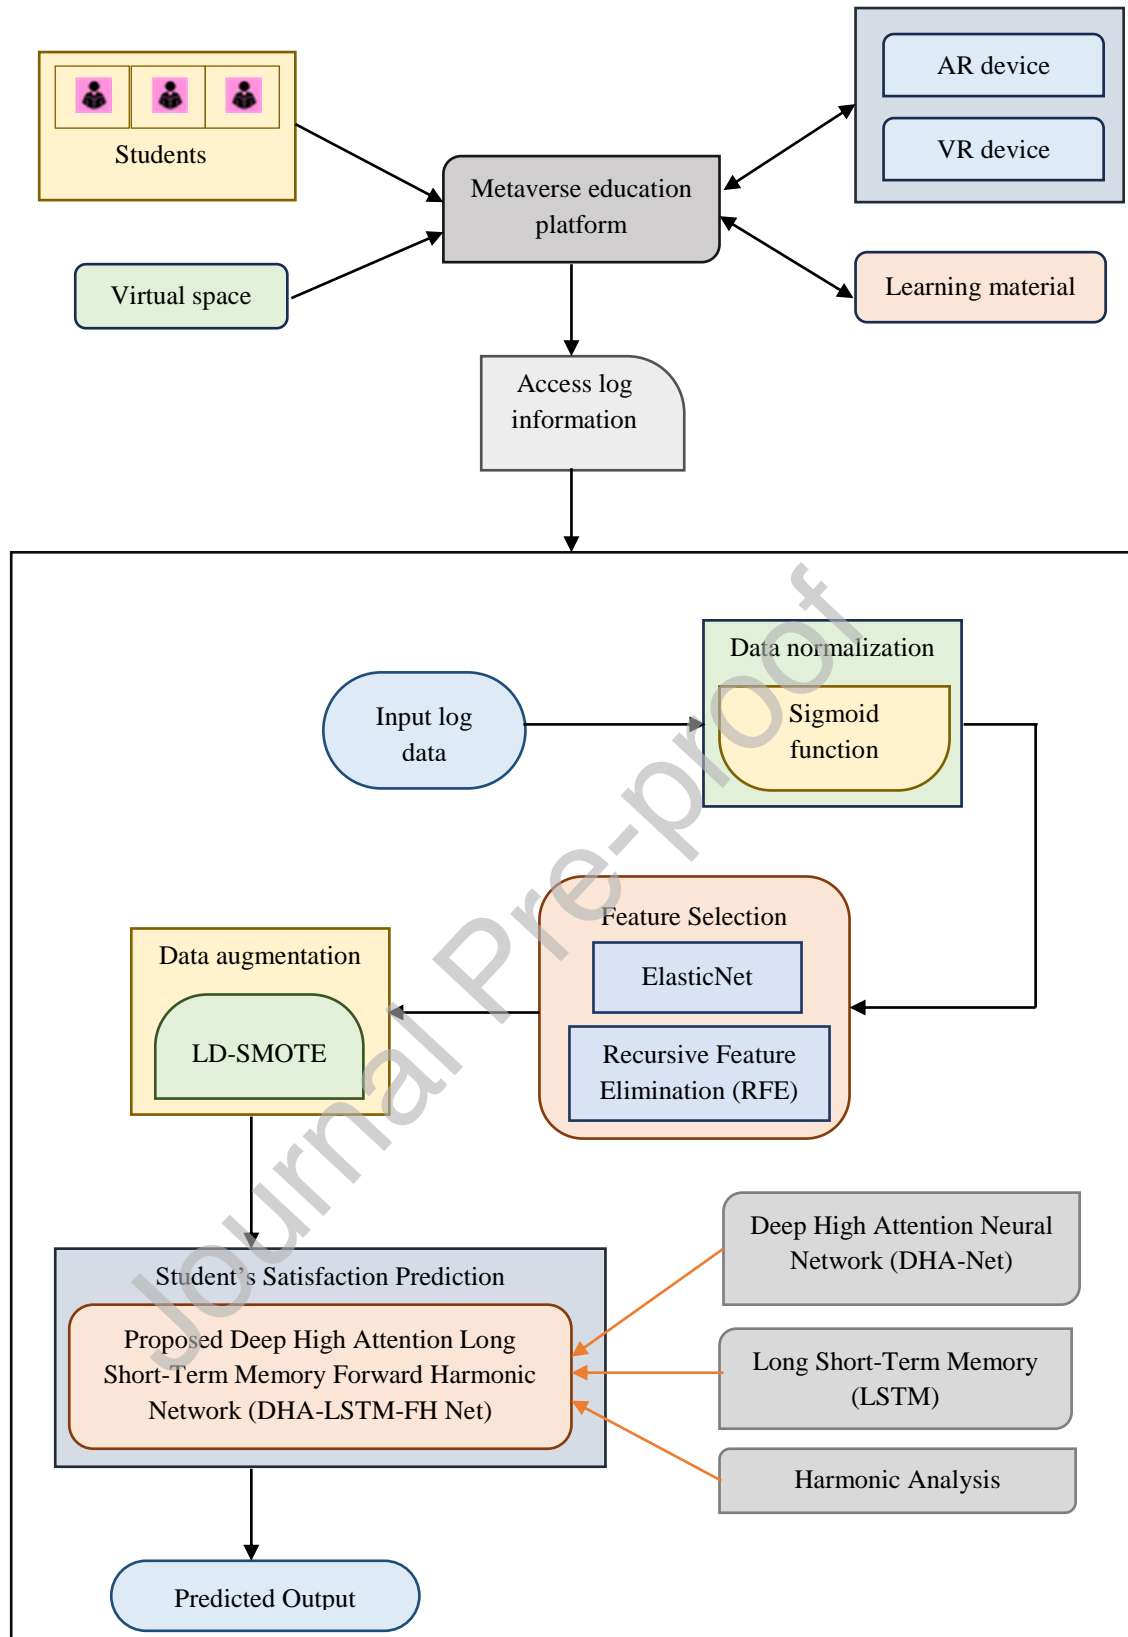 Students
AR device
VR device
Metaverse education
platform
Virtual space
Learning material
Access log
information
Data normalization
Sigmoid
function
Input log
data
Feature Selection
ElasticNet
Recursive Feature
Elimination (RFE)
Data augmentation
LD-SMOTE
Deep High Attention Neural
Network (DHA-Net)
Student’s Satisfaction Prediction
Proposed Deep High Attention Long
Short-Term Memory Forward Harmonic
Network (DHA-LSTM-FH Net)
Long Short-Term Memory
(LSTM)
Harmonic Analysis
Predicted Output
Journal Pre-proof